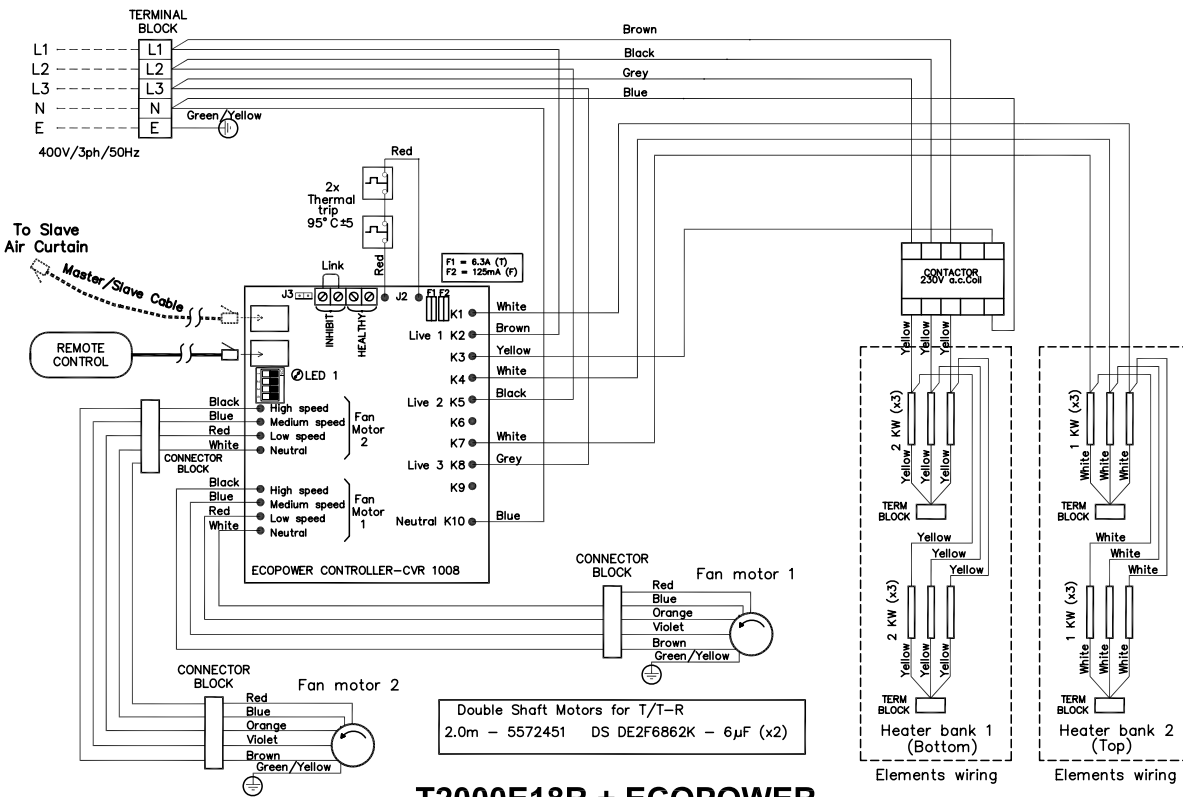 TERMINAL
BLOCK
L1 L1
L2 L2
L3 L3
N N
E E
Green/Yellow
400V/3ph/50Hz
Brown
Black
Grey
Blue
Red
2x
Thermal
trip
95°C±5
Red
To Slave
Air Curtain
Master/Slave Cable
REMOTE
CONTROL
Link
J3
J2
F1 = 6.3A (T)
F2 = 125mA (F)
F1 F2
INHIBIT
HEALTHY
LED 1
K1 White
Live 1 K2 Brown
K3 Yellow
K4 White
Live 2 K5 Black
K6
K7 White
Live 3 K8 Grey
K9
Neutral K10 Blue
Black High speed
Blue Medium speed
Red Low speed
White Neutral
Fan
Motor
2
CONNECTOR
BLOCK
Black High speed
Blue Medium speed
Red Low speed
White Neutral
Fan
Motor
1
ECOPOWER CONTROLLER-CVR 1008
CONNECTOR
BLOCK
Fan motor 1
Red
Blue
Orange
Violet
Brown
Green/Yellow
CONNECTOR
BLOCK
Fan motor 2
Red
Blue
Orange
Violet
Brown
Green/Yellow
Double Shaft Motors for T/T-R
2.0m - 5572451 DS DE2F6862K - 6µF (x2)
CONTACTOR
230V a.c.Coil
Yellow
Yellow
Yellow
2 KW (x3)
Yellow
Yellow
Yellow
TERM
BLOCK
Yellow
Yellow
Yellow
2 KW (x3)
Yellow
Yellow
Yellow
TERM
BLOCK
Heater bank 1
(Bottom)
Elements wiring
1 KW (x3)
White
White
White
TERM
BLOCK
White
White
White
1 KW (x3)
White
White
White
TERM
BLOCK
Heater bank 2
(Top)
Elements wiring
T2000E18R + ECOPOWER